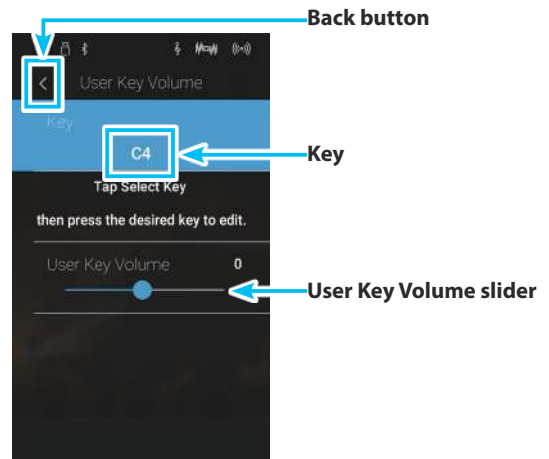 Back button
User Key Volume
Key
C4
Key
Tap Select Key
then press the desired key to edit.
User Key Volume 0
User Key Volume slider